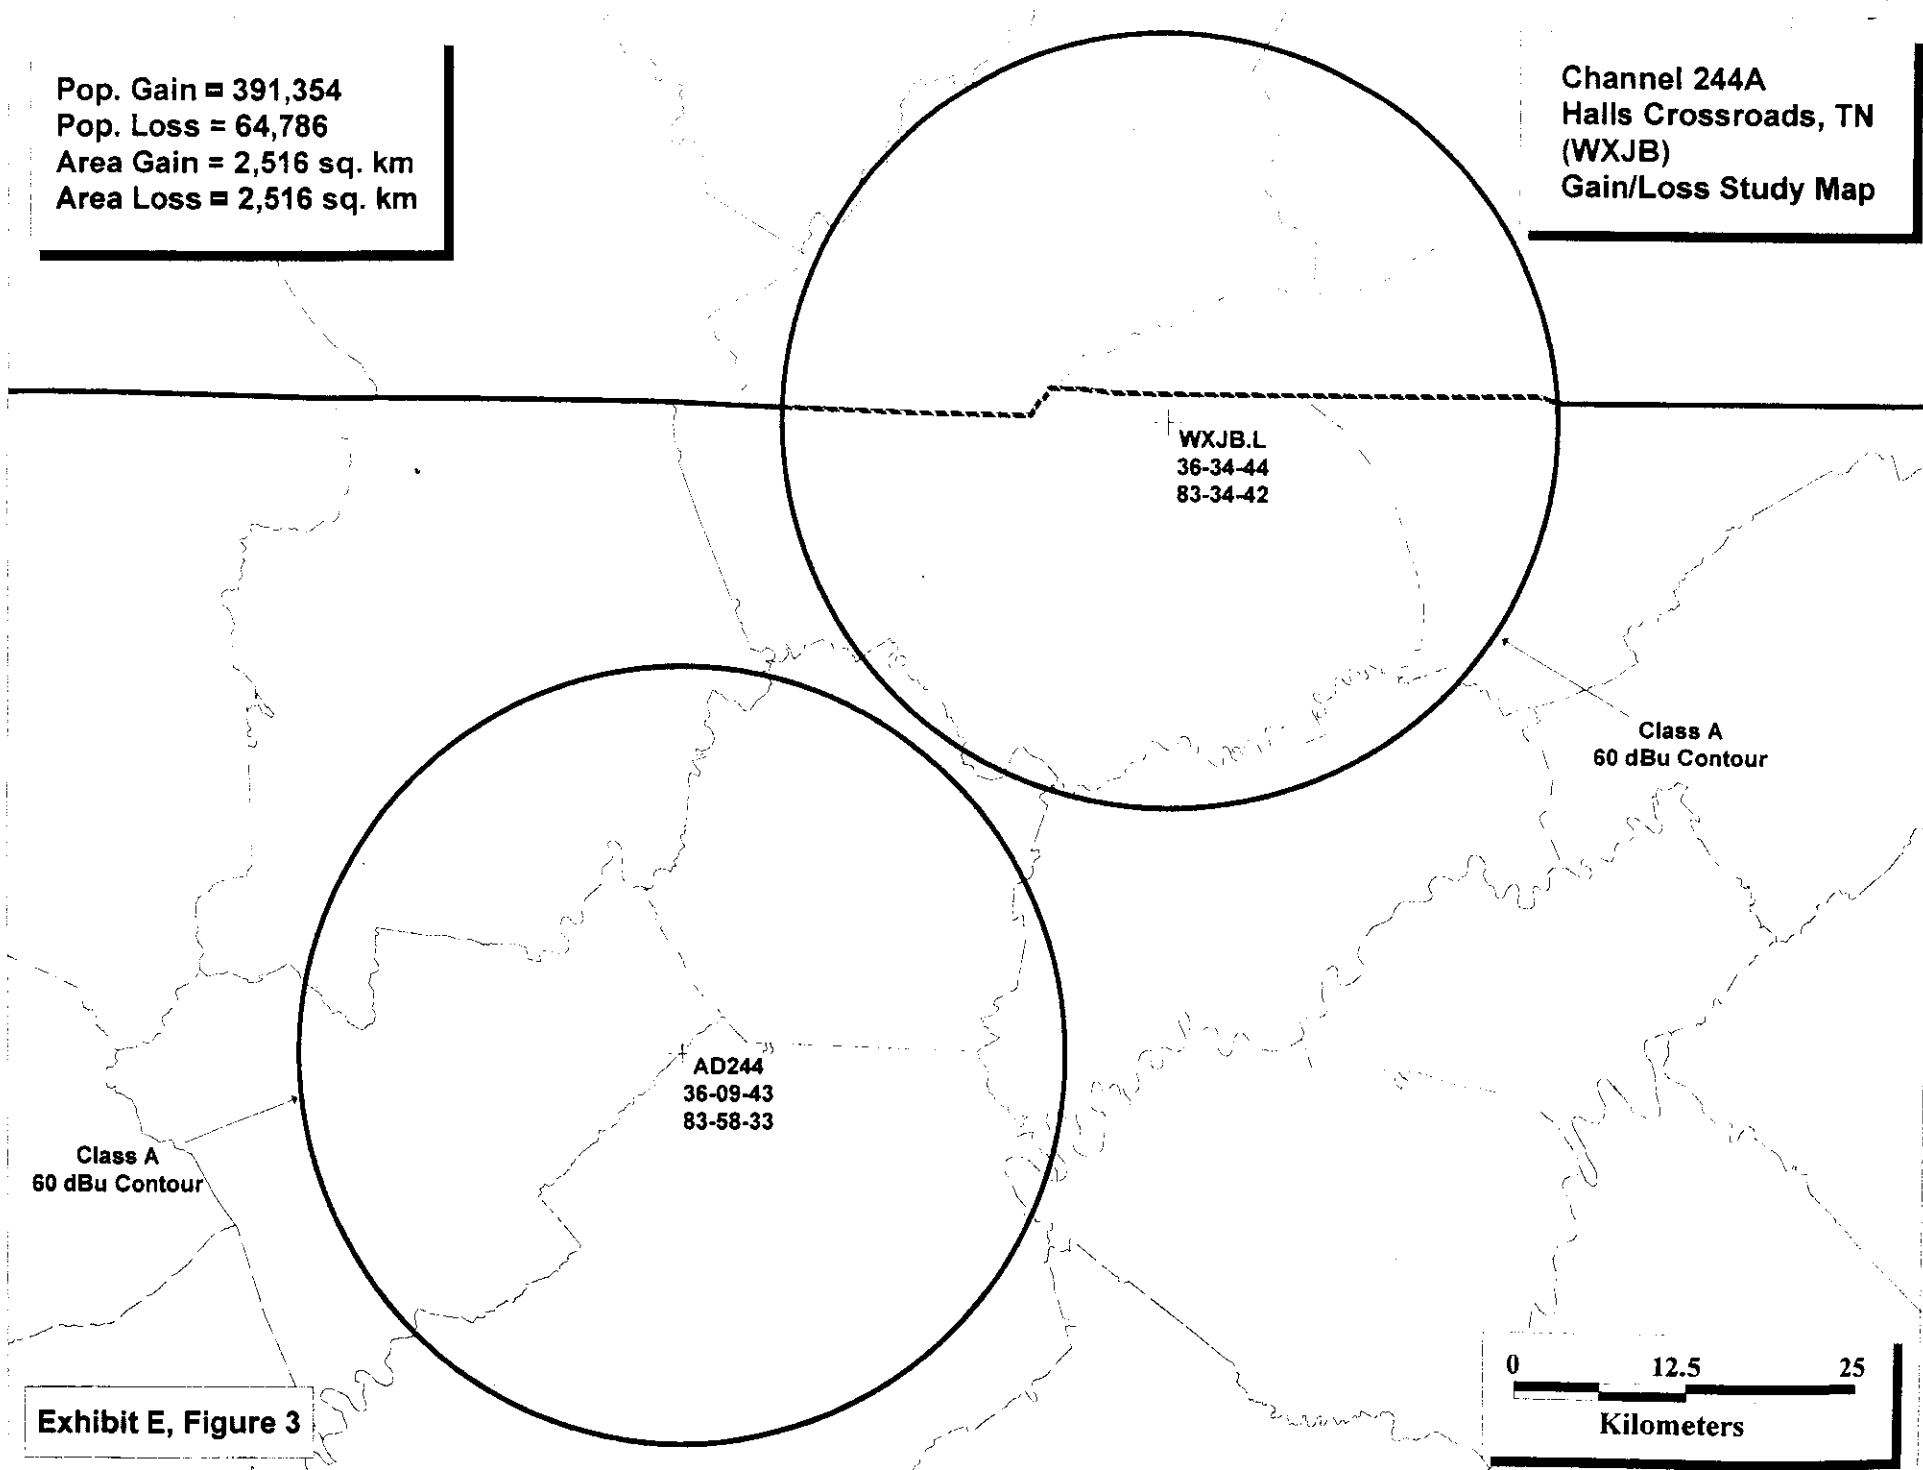 Pop. Gain = 391,354
Pop. Loss = 64,786
Area Gain = 2,516 sq. km
Area Loss = 2,516 sq. km
Channel 244A
Halls Crossroads, TN
(WXJB)
Gain/Loss Study Map
WXJB.L
36-34-44
83-34-42
Class A
60 dBu Contour
AD244
36-09-43
83-58-33
Class A
60 dBu Contour
Exhibit E, Figure 3
0 12.5 25
Kilometers